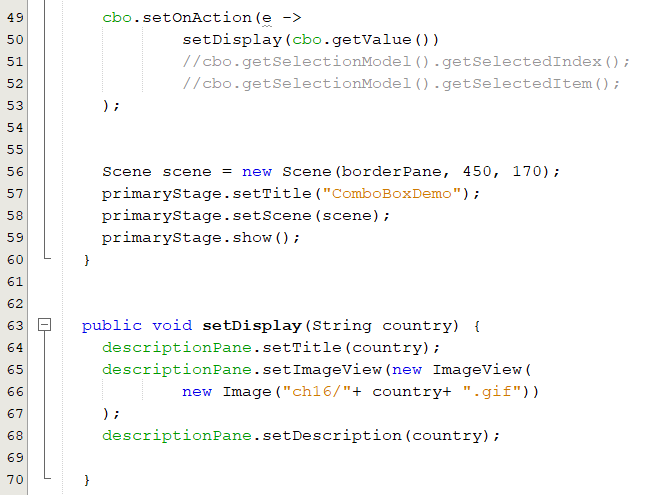 49 cbo.setOnAction(e ->
50 setDisplay(cbo.getValue())
51 //cbo.getSelectionModel().getSelectedIndex();
52 //cbo.getSelectionModel().getSelectedItem();
53 );
54
55
56 Scene scene = new Scene(borderPane, 450, 170);
57 primaryStage.setTitle("ComboBoxDemo");
58 primaryStage.setScene(scene);
59 primaryStage.show();
60 }
61
62
63 public void setDisplay(String country) {
64 descriptionPane.setTitle(country);
65 descriptionPane.setImageView(new ImageView(
66 new Image("ch16/"+ country+ ".gif"))
67 );
68 descriptionPane.setDescription(country);
69
70 }